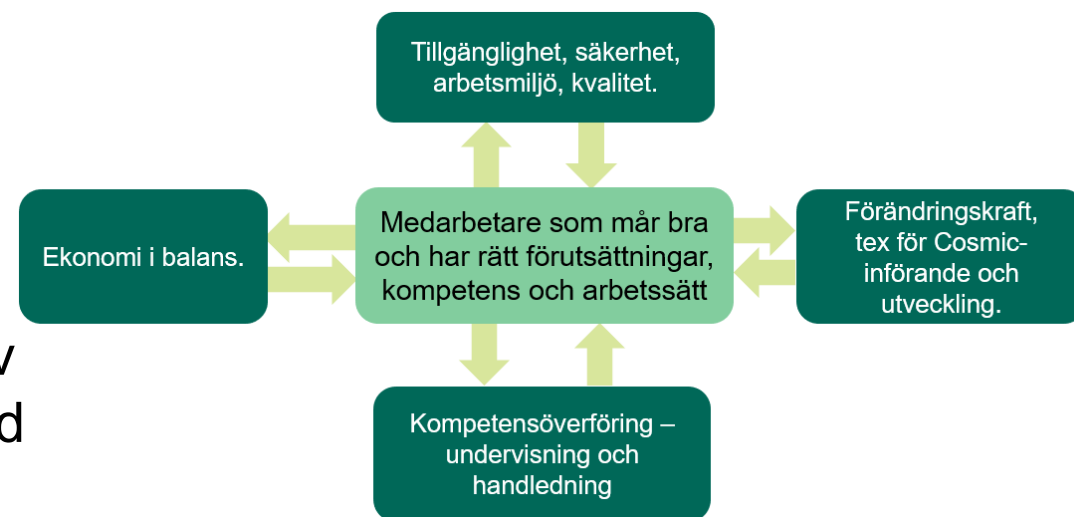 Tillgänglighet, säkerhet,
arbetsmiljö, kvalitet.
Ekonomi i balans.
Medarbetare som mår bra
och har rätt förutsättningar,
kompetens och arbetssätt
Förändringskraft,
tex för Cosmic-
införande och
utveckling.
v
d
Kompetensöverföring –
undervisning och
handledning